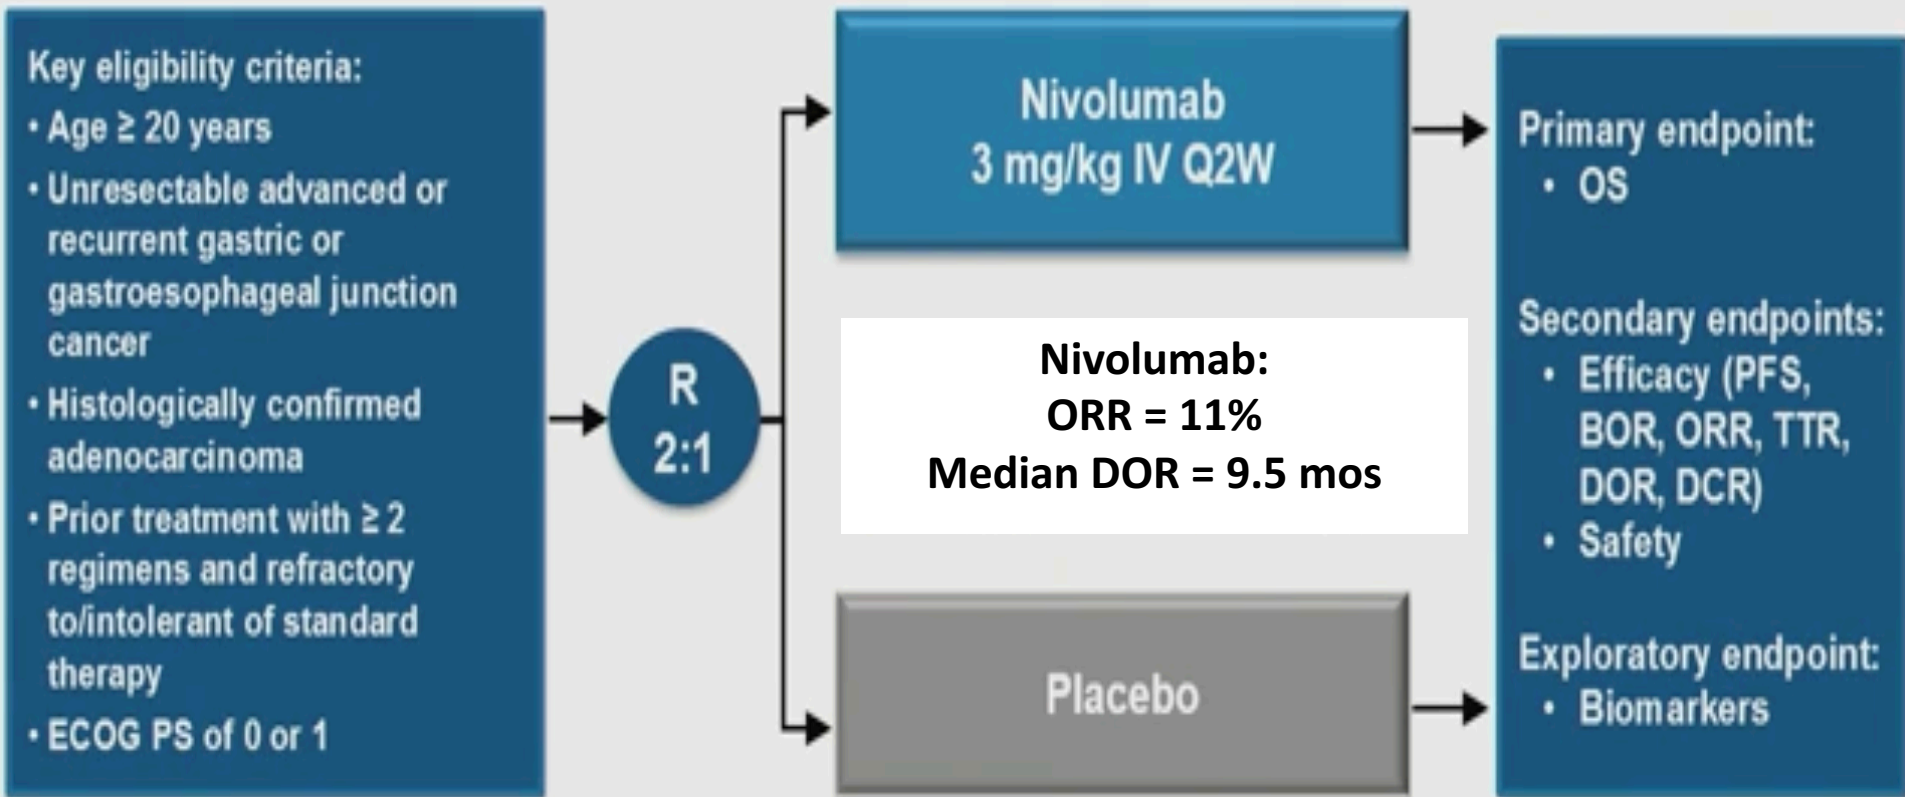 Key eligibility criteria:
• Age ≥ 20 years
• Unresectable advanced or
recurrent gastric or
gastroesophageal junction
cancer
• Histologically confirmed
adenocarcinoma
• Prior treatment with ≥ 2
regimens and refractory
to/intolerant of standard
therapy
• ECOG PS of 0 or 1
R
2:1
Nivolumab
3 mg/kg IV Q2W
Nivolumab:
ORR = 11%
Median DOR = 9.5 mos
Placebo
Primary endpoint:
• OS
Secondary endpoints:
• Efficacy (PFS,
BOR, ORR, TTR,
DOR, DCR)
• Safety
Exploratory endpoint:
• Biomarkers